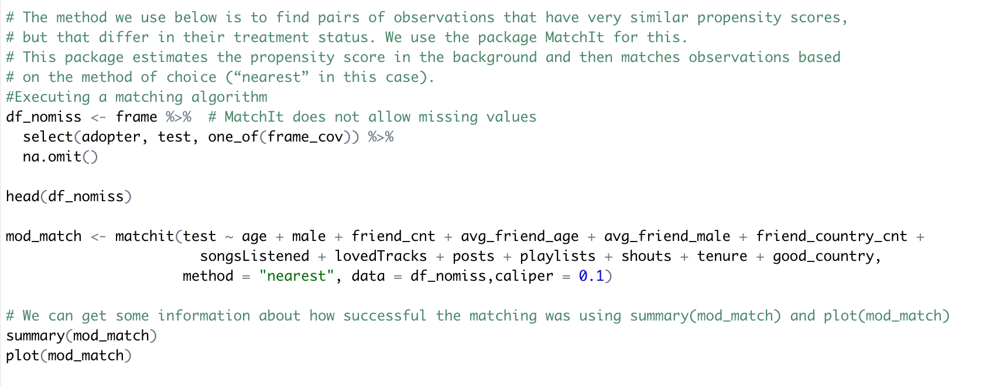 # The method we use below is to find pairs of observations that have very similar propensity scores,
# but that differ in their treatment status. We use the package MatchIt for this.
# This package estimates the propensity score in the background and then matches observations based
# on the method of choice (“nearest” in this case).
#Executing a matching algorithm
df_nomiss <- frame %>%  # MatchIt does not allow missing values
  select(adopter, test, one_of(frame_cov)) %>%
  na.omit()

head(df_nomiss)

mod_match <- matchit(test ~ age + male + friend_cnt + avg_friend_age + avg_friend_male + friend_country_cnt +
                       songsListened + lovedTracks + posts + playlists + shouts + tenure + good_country,
                     method = "nearest", data = df_nomiss,caliper = 0.1)

# We can get some information about how successful the matching was using summary(mod_match) and plot(mod_match)
summary(mod_match)
plot(mod_match)